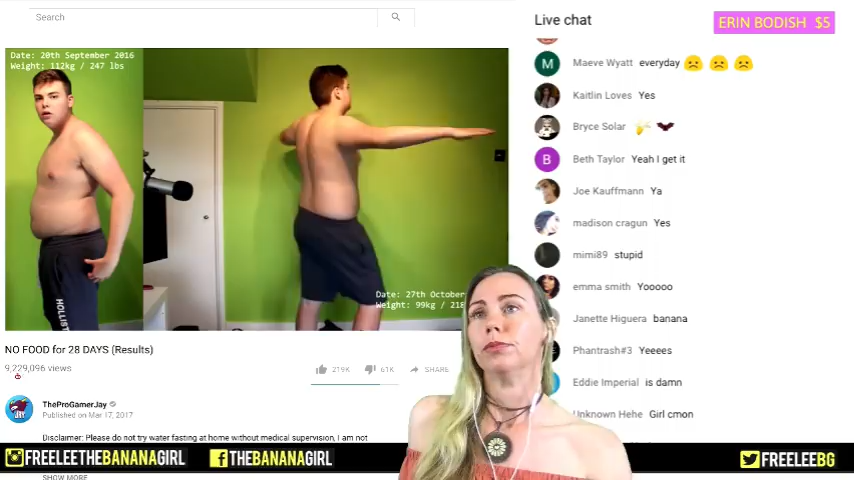 Search
Live chat
ERIN BODISH $5
Date: 20th September 2016
Weight: 112kg / 247 lbs
Date: 27th October
Weight: 99kg / 218
NO FOOD for 28 DAYS (Results)
9,229,096 views
219K
61K
SHARE
TheProGamerJay
Published on Mar 17, 2017
Disclaimer: Please do not try water fasting at home without medical supervision, I am not
SHOW MORE
M
Maeve Wyatt everyday
Kaitlin Loves Yes
Bryce Solar
B
Beth Taylor Yeah I get it
Joe Kauffmann Ya
madison cragun Yes
mimi89 stupid
emma smith Yooooo
Janette Higuera banana
Phantrash#3 Yeeees
Eddie Imperial is damn
Unknown Hehe Girl cmon
FREELEETHEBANANAGIRL
THEBANANAGIRL
FREELEEBG